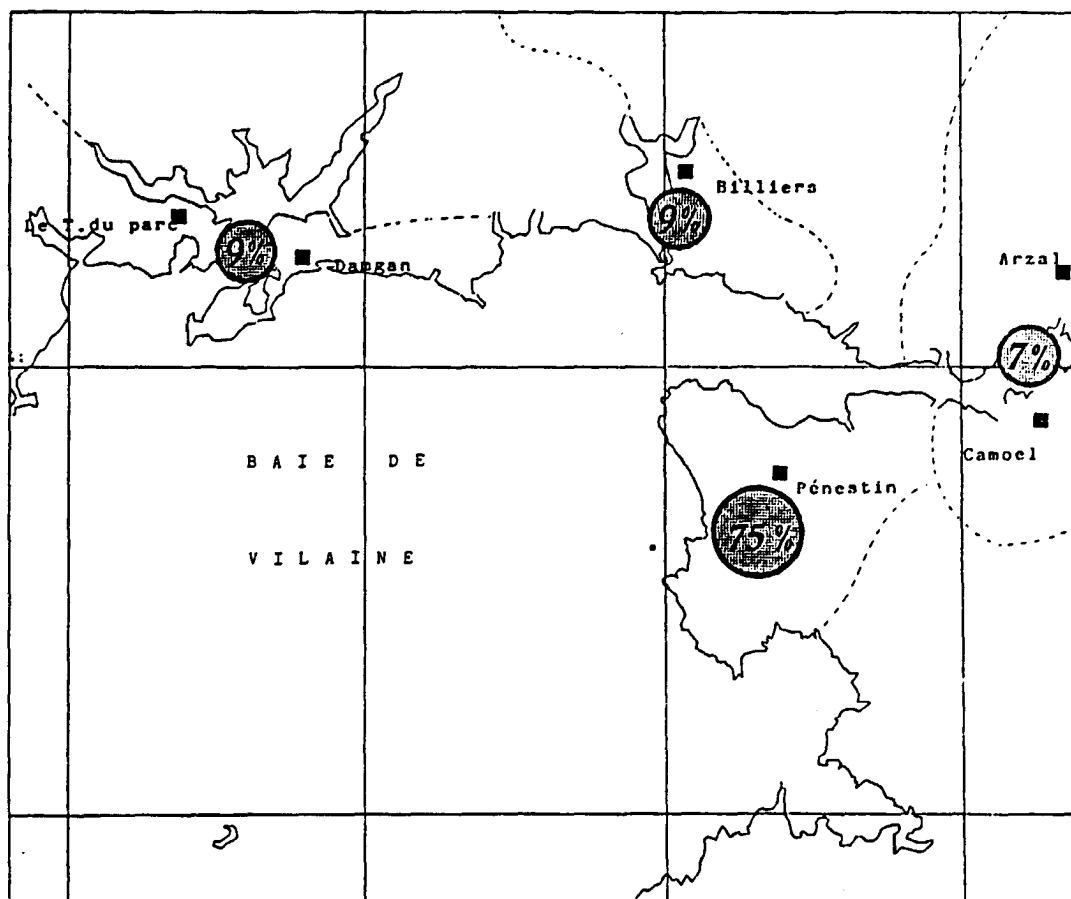 Billiers
9%
Le T.du parc
9%
Damgan
Arzal
7%
BAIE DE
Camoel
Pénestin
75%
VILAINE